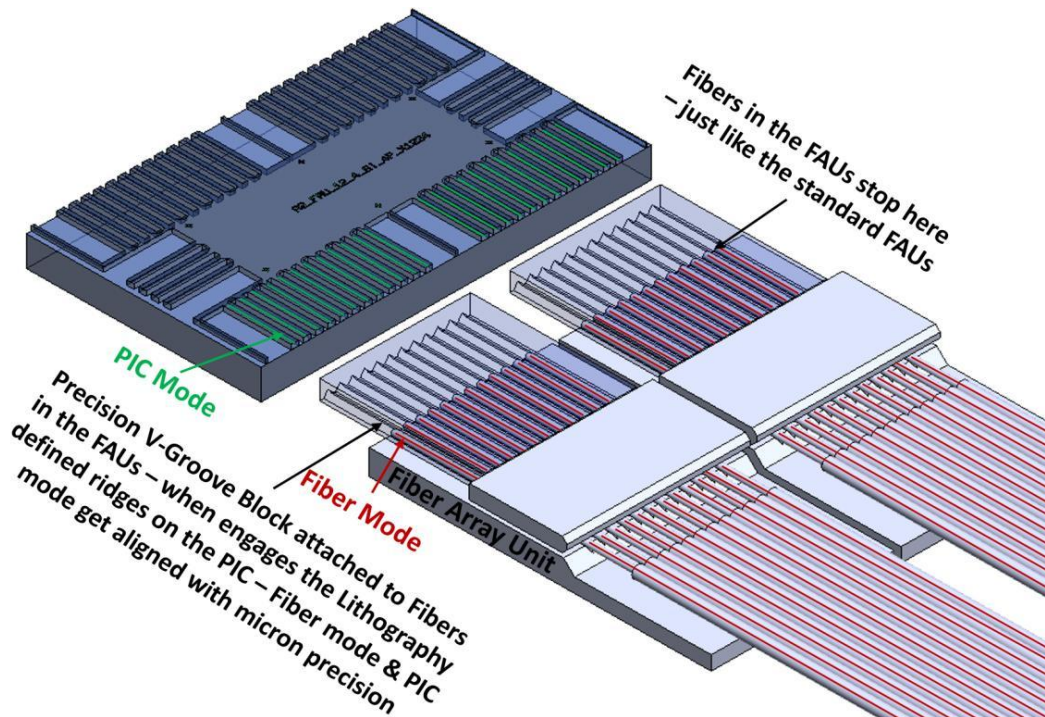 Fibers in the FAUs stop here
– just like the standard FAUs
PIC Mode
Precision V-Groove Block attached to Fibers
in the FAUs – when engages the Lithography
defined ridges on the PIC – Fiber mode & PIC
mode get aligned with micron precision
Fiber Mode
Fiber Array Unit